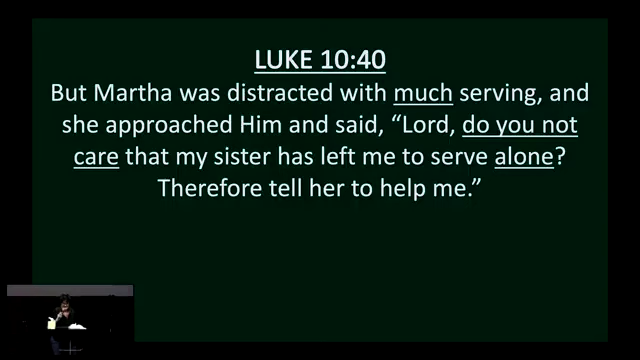 LUKE 10:40
But Martha was distracted with much serving, and
she approached Him and said, “Lord, do you not
care that my sister has left me to serve alone?
Therefore tell her to help me.”